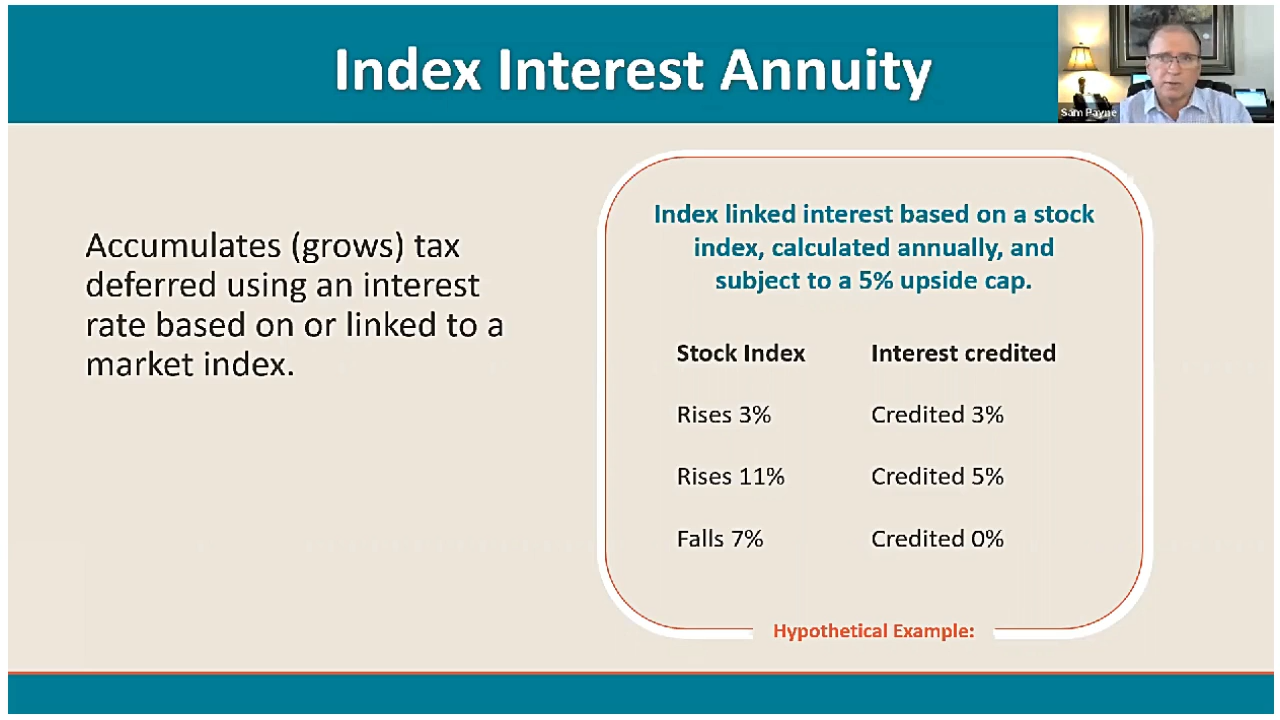 Index Interest Annuity
Sam Payne
Accumulates (grows) tax
deferred using an interest
rate based on or linked to a
market index.
Index linked interest based on a stock
index, calculated annually, and
subject to a 5% upside cap.
Stock Index Interest credited
Rises 3% Credited 3%
Rises 11% Credited 5%
Falls 7% Credited 0%
Hypothetical Example: